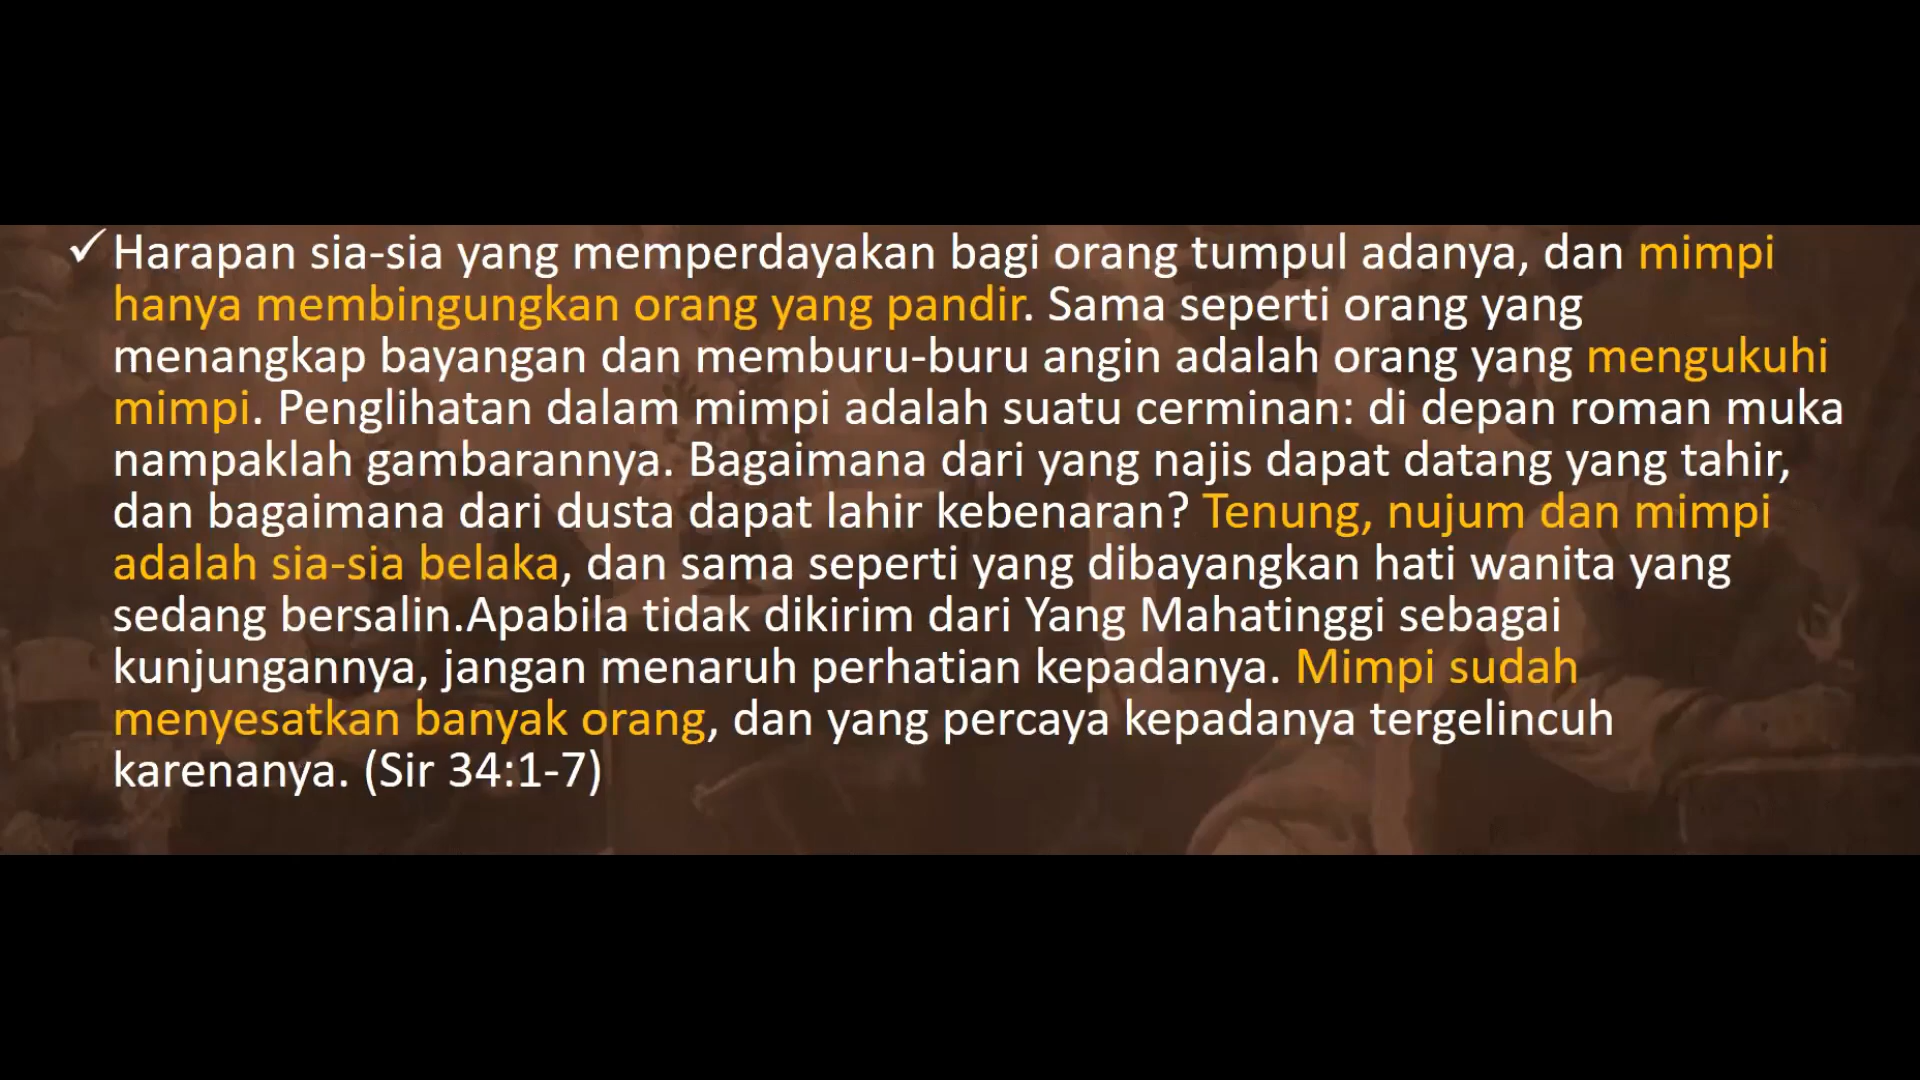 ✓ Harapan sia-sia yang memperdayakan bagi orang tumpul adanya, dan mimpi
hanya membingungkan orang yang pandir. Sama seperti orang yang
menangkap bayangan dan memburu-buru angin adalah orang yang mengukuhi
mimpi. Penglihatan dalam mimpi adalah suatu cerminan: di depan roman muka
nampaklah gambarannya. Bagaimana dari yang najis dapat datang yang tahir,
dan bagaimana dari dusta dapat lahir kebenaran? Tenung, nujum dan mimpi
adalah sia-sia belaka, dan sama seperti yang dibayangkan hati wanita yang
sedang bersalin.Apabila tidak dikirim dari Yang Mahatinggi sebagai
kunjungannya, jangan menaruh perhatian kepadanya. Mimpi sudah
menyesatkan banyak orang, dan yang percaya kepadanya tergelincuh
karenanya. (Sir 34:1-7)